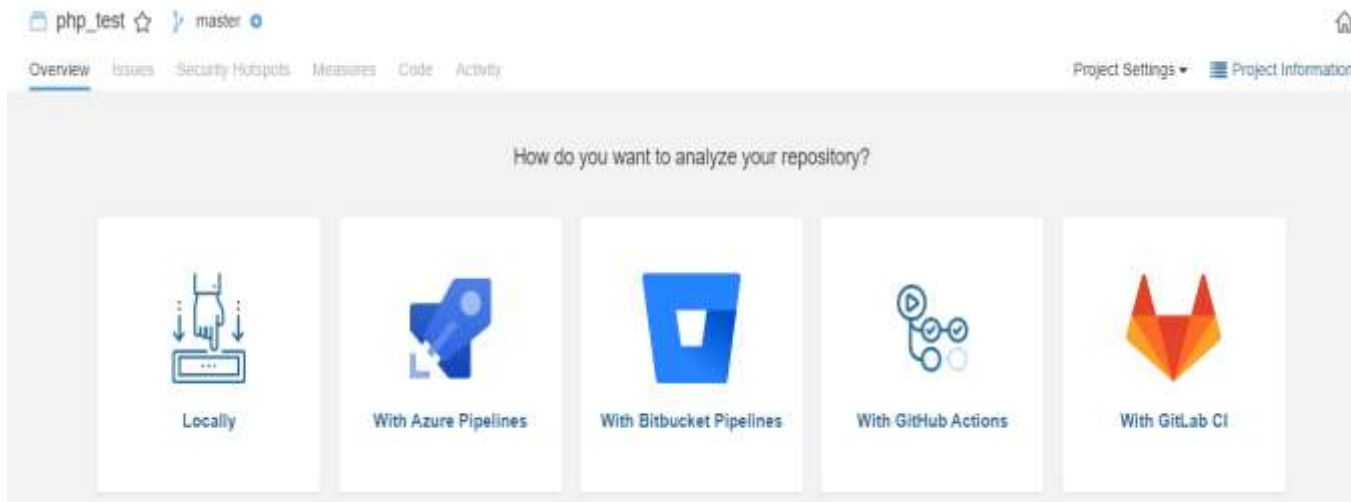 php_test master
Overview Issues Security Hotspots Measures Code Activity Project Settings Project Information
How do you want to analyze your repository?
Locally With Azure Pipelines With Bitbucket Pipelines With GitHub Actions With GitLab CI